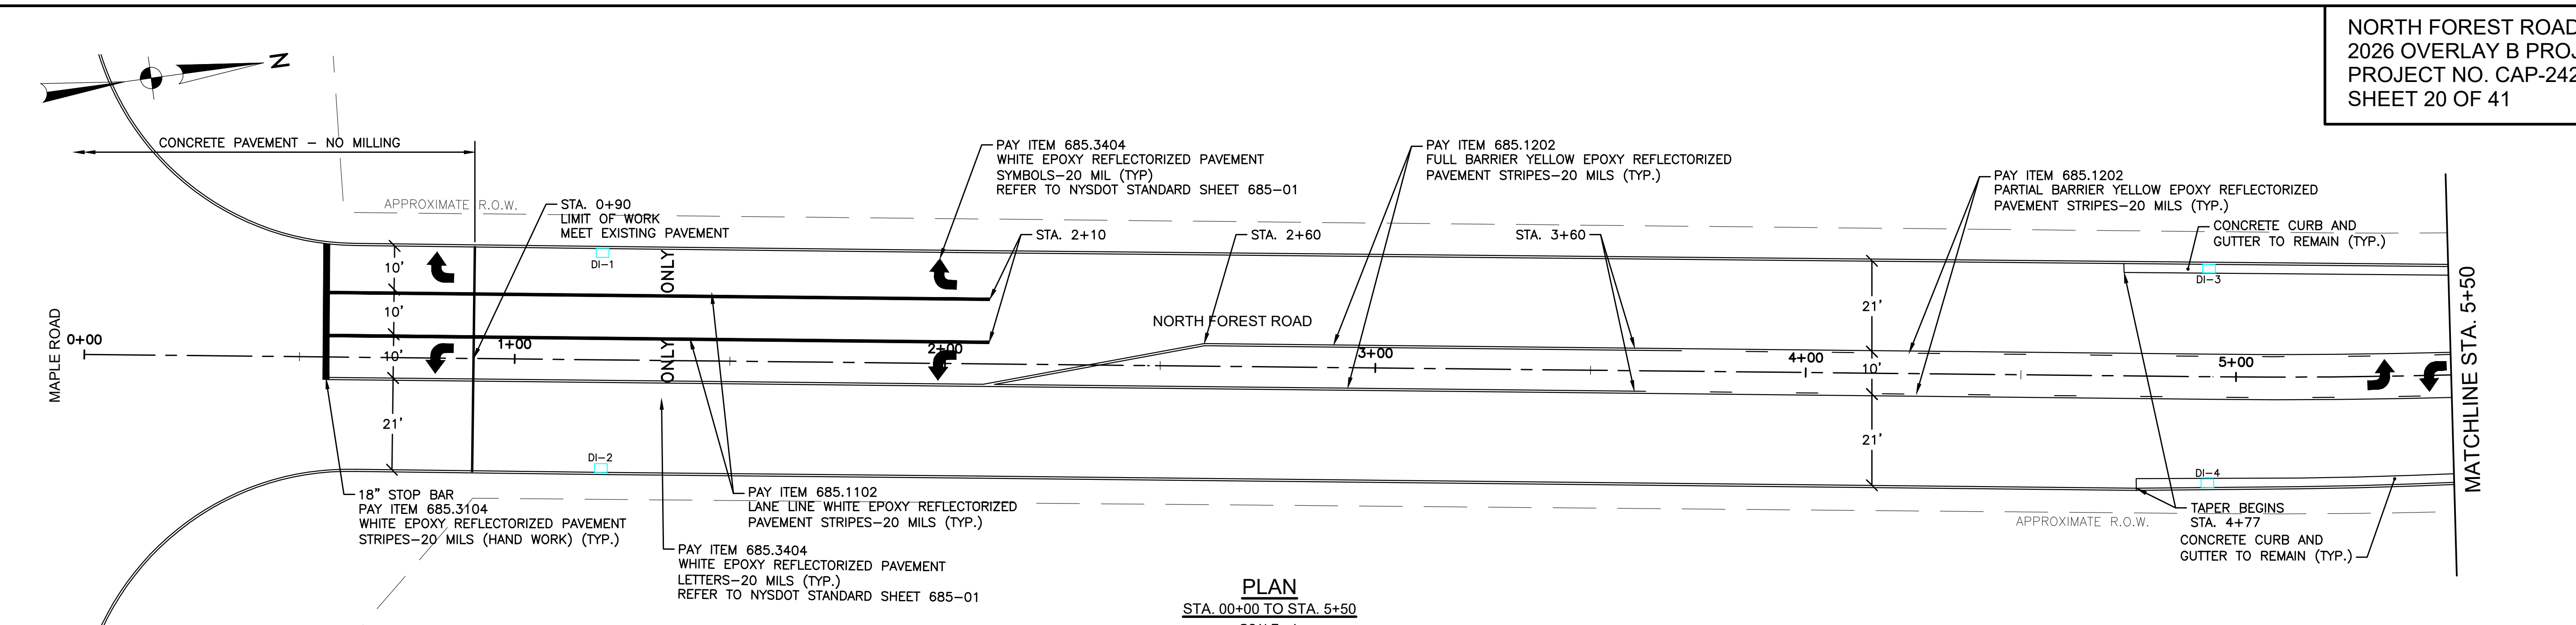 NORTH FOREST ROAD
2026 OVERLAY B PROJ
PROJECT NO. CAP-242
SHEET 20 OF 41
N
CONCRETE PAVEMENT - NO MILLING
APPROXIMATE R.O.W.
STA. 0+90
LIMIT OF WORK
MEET EXISTING PAVEMENT
PAY ITEM 685.3404
WHITE EPOXY REFLECTORIZED PAVEMENT
SYMBOLS-20 MIL (TYP)
REFER TO NYSDOT STANDARD SHEET 685-01
STA. 2+10
STA. 2+60
PAY ITEM 685.1202
FULL BARRIER YELLOW EPOXY REFLECTORIZED
PAVEMENT STRIPES-20 MILS (TYP.)
STA. 3+60
PAY ITEM 685.1202
PARTIAL BARRIER YELLOW EPOXY REFLECTORIZED
PAVEMENT STRIPES-20 MILS (TYP.)
CONCRETE CURB AND
GUTTER TO REMAIN (TYP.)
DI-1
DI-3
ONLY
ONLY
10'
10'
10'
21'
21'
10'
21'
MAPLE ROAD
0+00
1+00
2+00
NORTH FOREST ROAD
3+00
4+00
5+00
MATCHLINE STA. 5+50
DI-2
DI-4
18" STOP BAR
PAY ITEM 685.3104
WHITE EPOXY REFLECTORIZED PAVEMENT
STRIPES-20 MILS (HAND WORK) (TYP.)
PAY ITEM 685.1102
LANE LINE WHITE EPOXY REFLECTORIZED
PAVEMENT STRIPES-20 MILS (TYP.)
PAY ITEM 685.3404
WHITE EPOXY REFLECTORIZED PAVEMENT
LETTERS-20 MILS (TYP.)
REFER TO NYSDOT STANDARD SHEET 685-01
APPROXIMATE R.O.W.
TAPER BEGINS
STA. 4+77
CONCRETE CURB AND
GUTTER TO REMAIN (TYP.)
PLAN
STA. 00+00 TO STA. 5+50